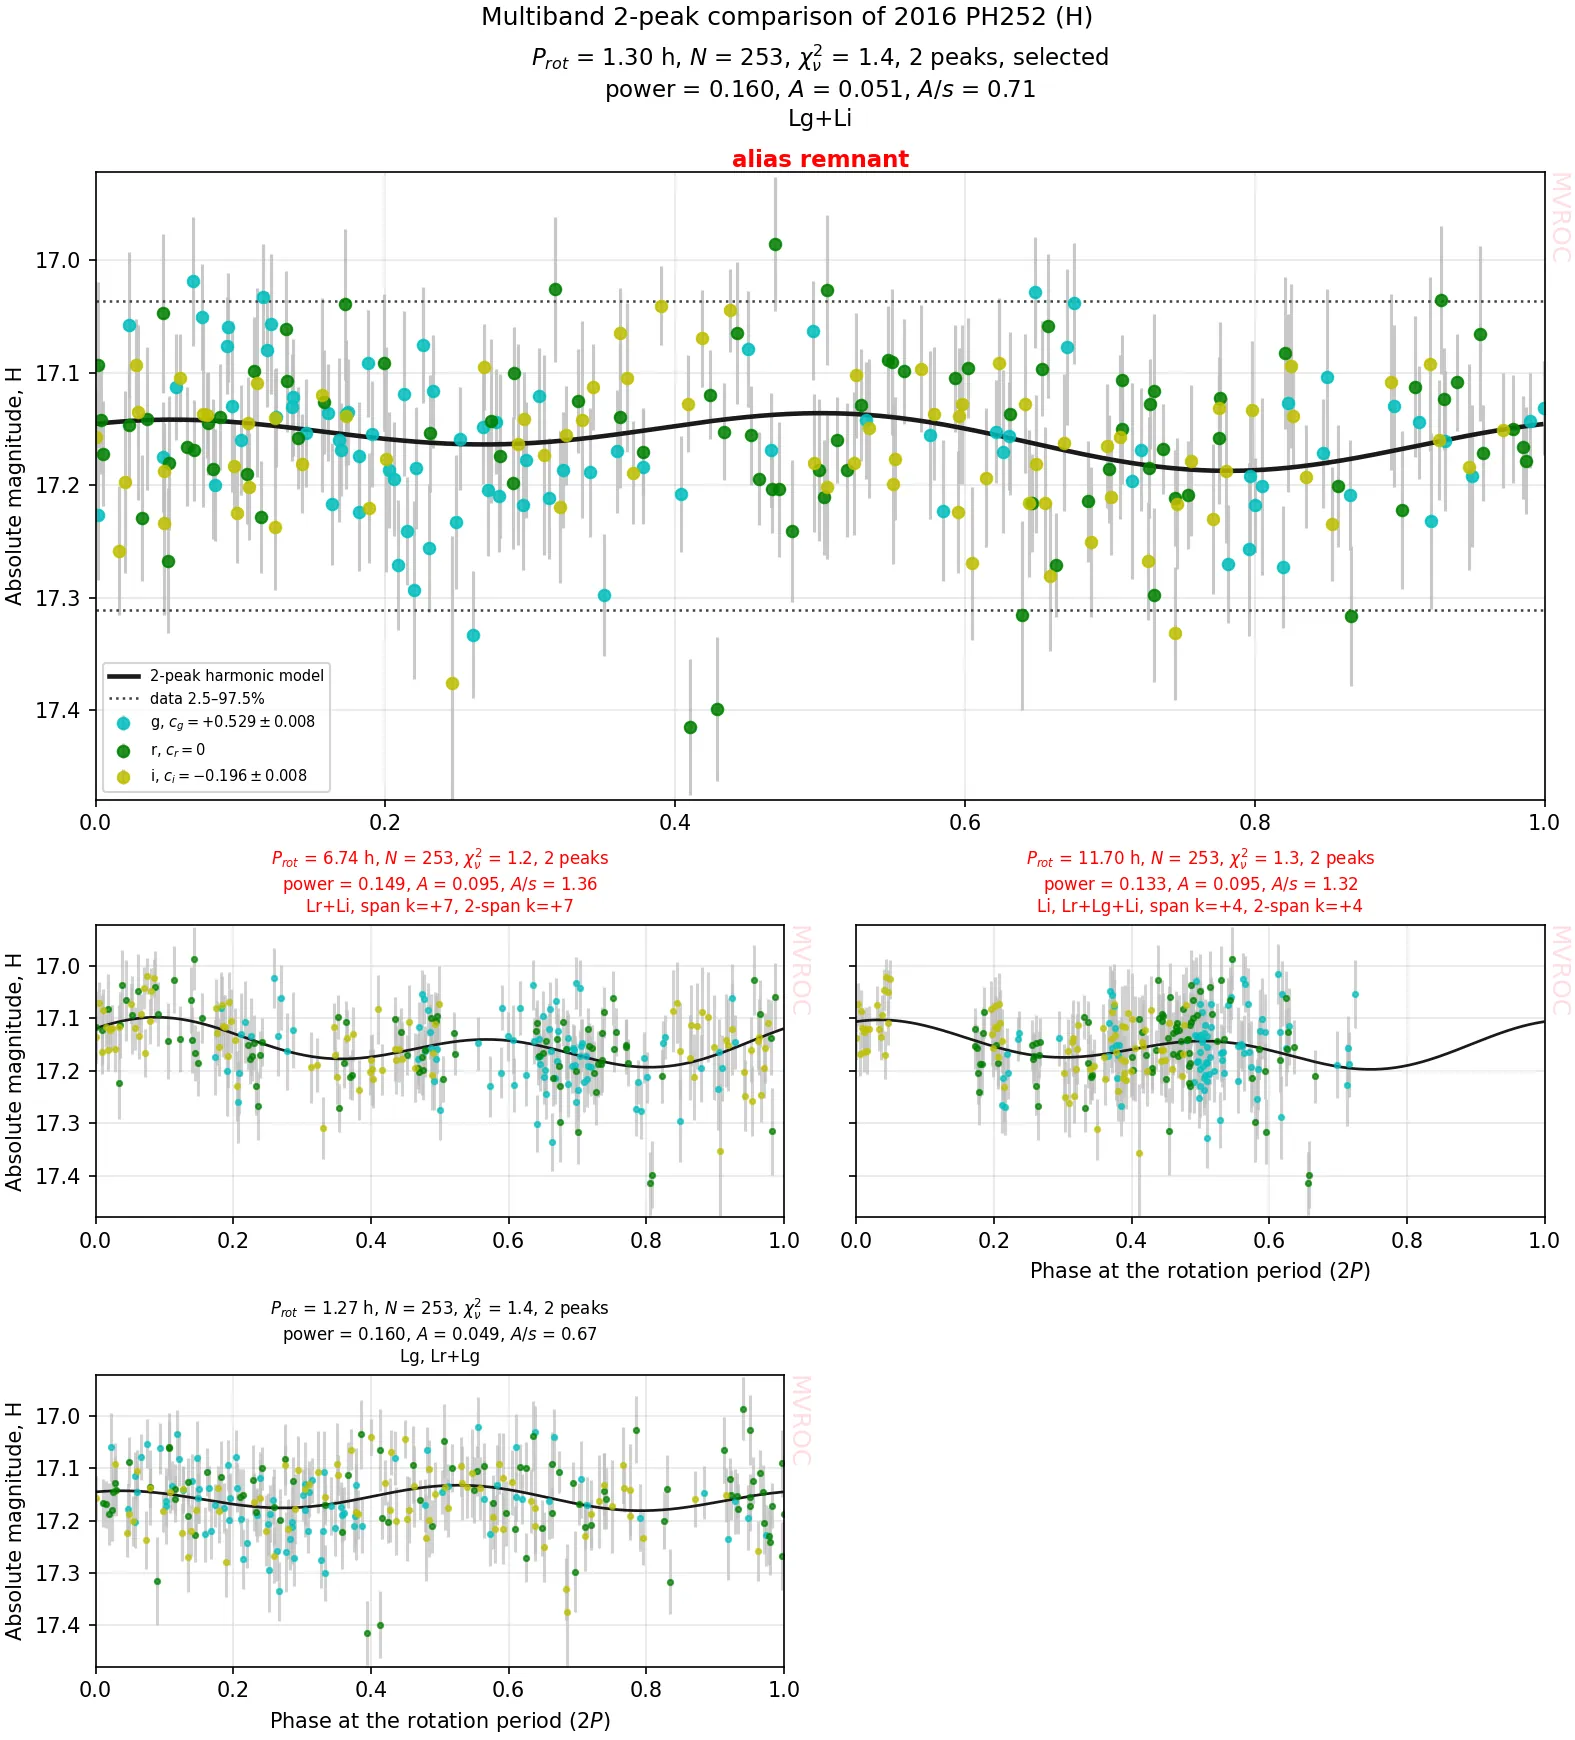 Multiband 2-peak comparison of 2016 PH252 (H)
P_rot = 1.30 h, N = 253, χ²_ν = 1.4, 2 peaks, selected
power = 0.160, A = 0.051, A/s = 0.71
Lg+Li
alias remnant
MVROC
Absolute magnitude, H
17.0
17.1
17.2
17.3
17.4
2-peak harmonic model
data 2.5–97.5%
g, c_g = +0.529 ± 0.008
r, c_r = 0
i, c_i = −0.196 ± 0.008
0.0 0.2 0.4 0.6 0.8 1.0
P_rot = 6.74 h, N = 253, χ²_ν = 1.2, 2 peaks
power = 0.149, A = 0.095, A/s = 1.36
Lr+Li, span k=+7, 2-span k=+7
MVROC
Absolute magnitude, H
17.0
17.1
17.2
17.3
17.4
0.0 0.2 0.4 0.6 0.8 1.0
P_rot = 11.70 h, N = 253, χ²_ν = 1.3, 2 peaks
power = 0.133, A = 0.095, A/s = 1.32
Li, Lr+Lg+Li, span k=+4, 2-span k=+4
MVROC
0.0 0.2 0.4 0.6 0.8 1.0
Phase at the rotation period (2P)
P_rot = 1.27 h, N = 253, χ²_ν = 1.4, 2 peaks
power = 0.160, A = 0.049, A/s = 0.67
Lg, Lr+Lg
MVROC
Absolute magnitude, H
17.0
17.1
17.2
17.3
17.4
0.0 0.2 0.4 0.6 0.8 1.0
Phase at the rotation period (2P)